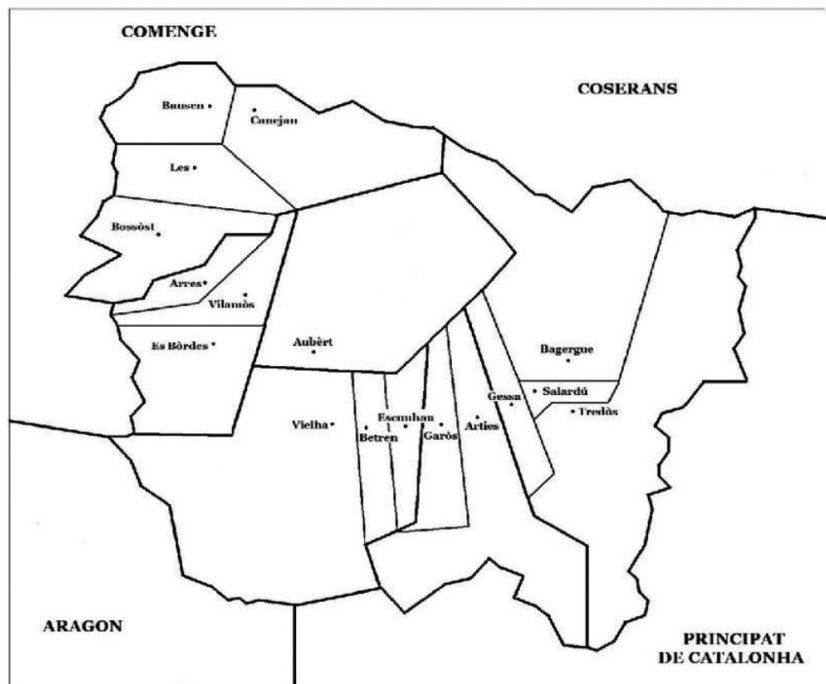 COMENGE
COSERANS
Bausen
Canejan
Les
Bossòst
Arres
Vilamòs
Es Bòrdes
Aubèrt
Bagergue
Gessa
Salardú
Tredòs
Escunhau
Vielha
Betren
Garòs
Arties
ARAGON
PRINCIPAT
DE CATALONHA